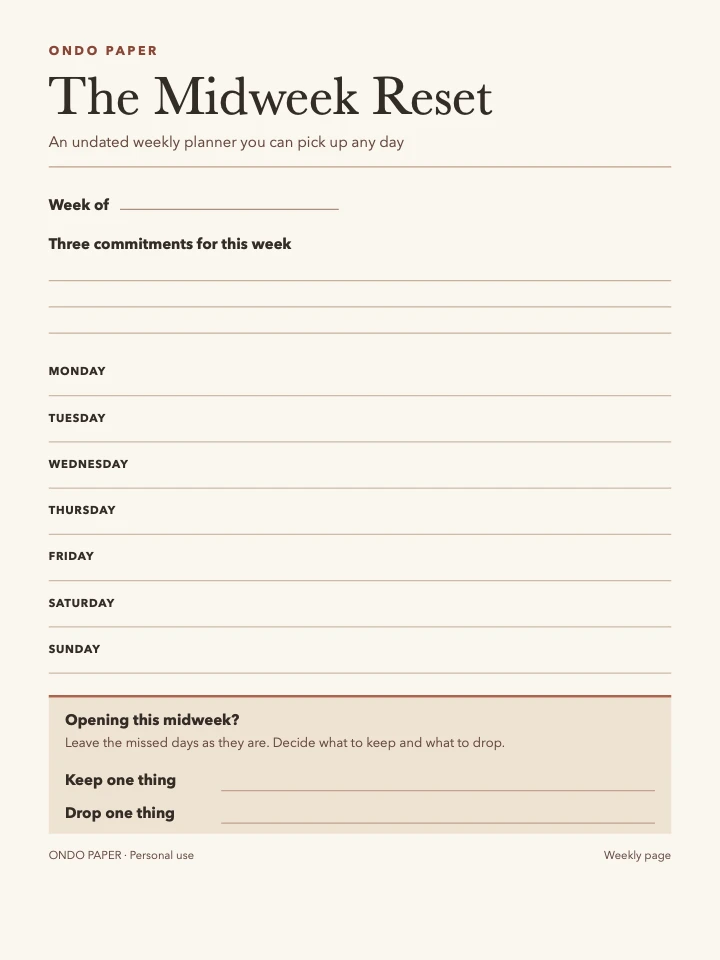 ONDO PAPER
The Midweek Reset
An undated weekly planner you can pick up any day
Week of
Three commitments for this week
MONDAY
TUESDAY
WEDNESDAY
THURSDAY
FRIDAY
SATURDAY
SUNDAY
Opening this midweek?
Leave the missed days as they are. Decide what to keep and what to drop.
Keep one thing
Drop one thing
ONDO PAPER · Personal use
Weekly page